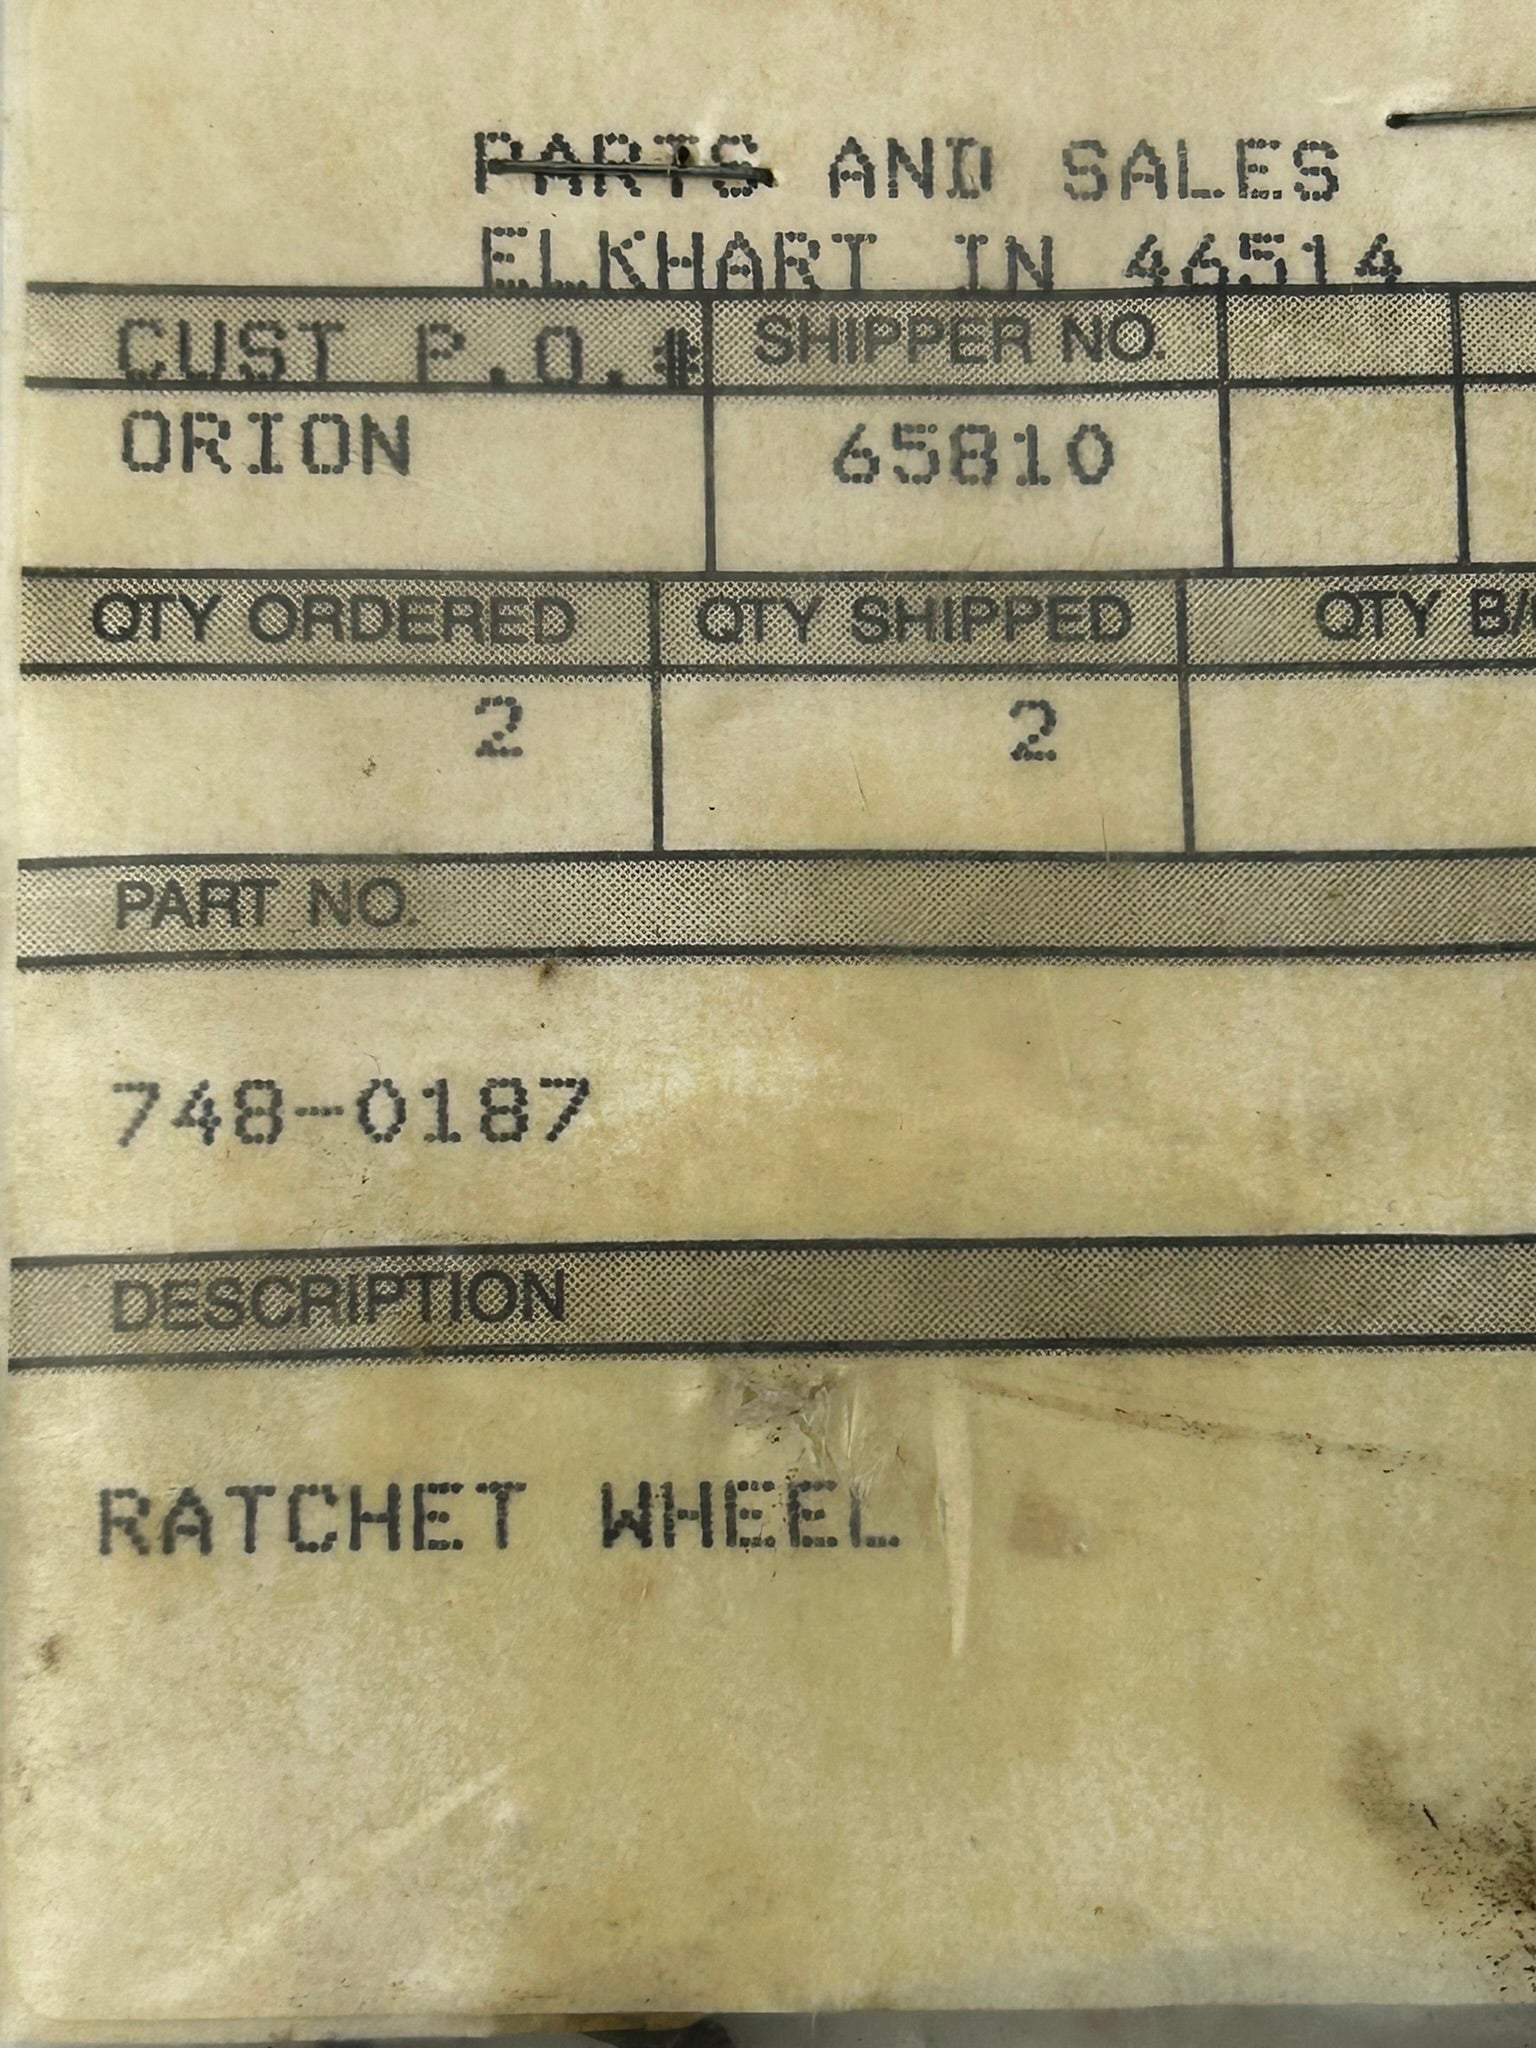 PARTS AND SALES
ELKHART IN 46514
CUST P.O.# SHIPPER NO.
ORION 65810
QTY ORDERED QTY SHIPPED QTY B/
2 2
PART NO.
748-0187
DESCRIPTION
RATCHET WHEEL